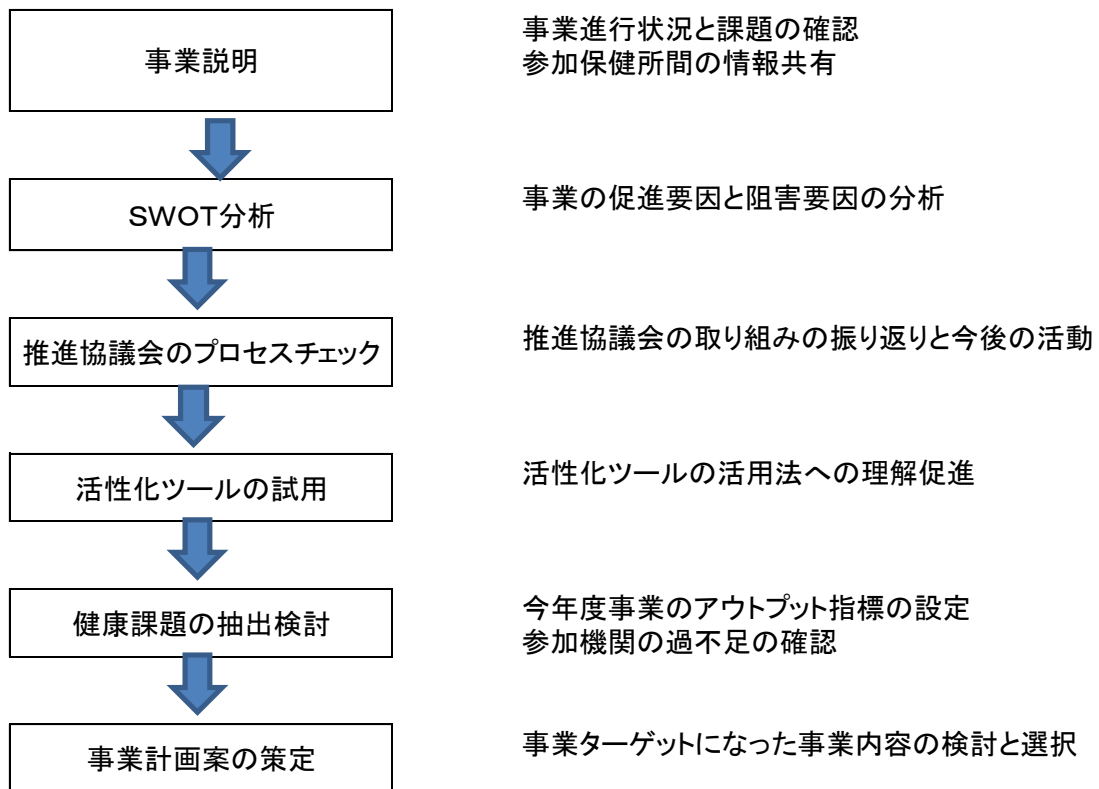 事業説明
事業進行状況と課題の確認
参加保健所間の情報共有
SWOT分析
事業の促進要因と阻害要因の分析
推進協議会のプロセスチェック
推進協議会の取り組みの振り返りと今後の活動
活性化ツールの試用
活性化ツールの活用法への理解促進
健康課題の抽出検討
今年度事業のアウトプット指標の設定
参加機関の過不足の確認
事業計画案の策定
事業ターゲットになった事業内容の検討と選択